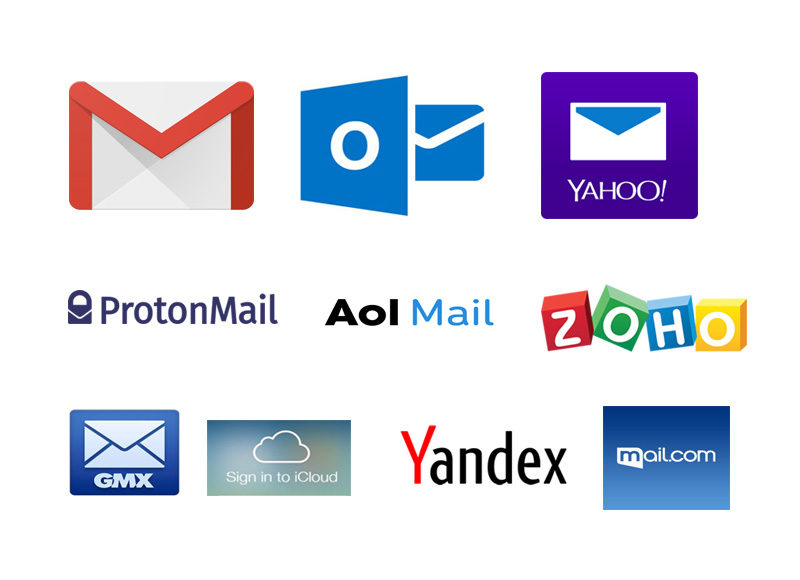 O
YAHOO!
ProtonMail
Aol Mail
ZOHO
GMX
Sign in to iCloud
Yandex
mail.com